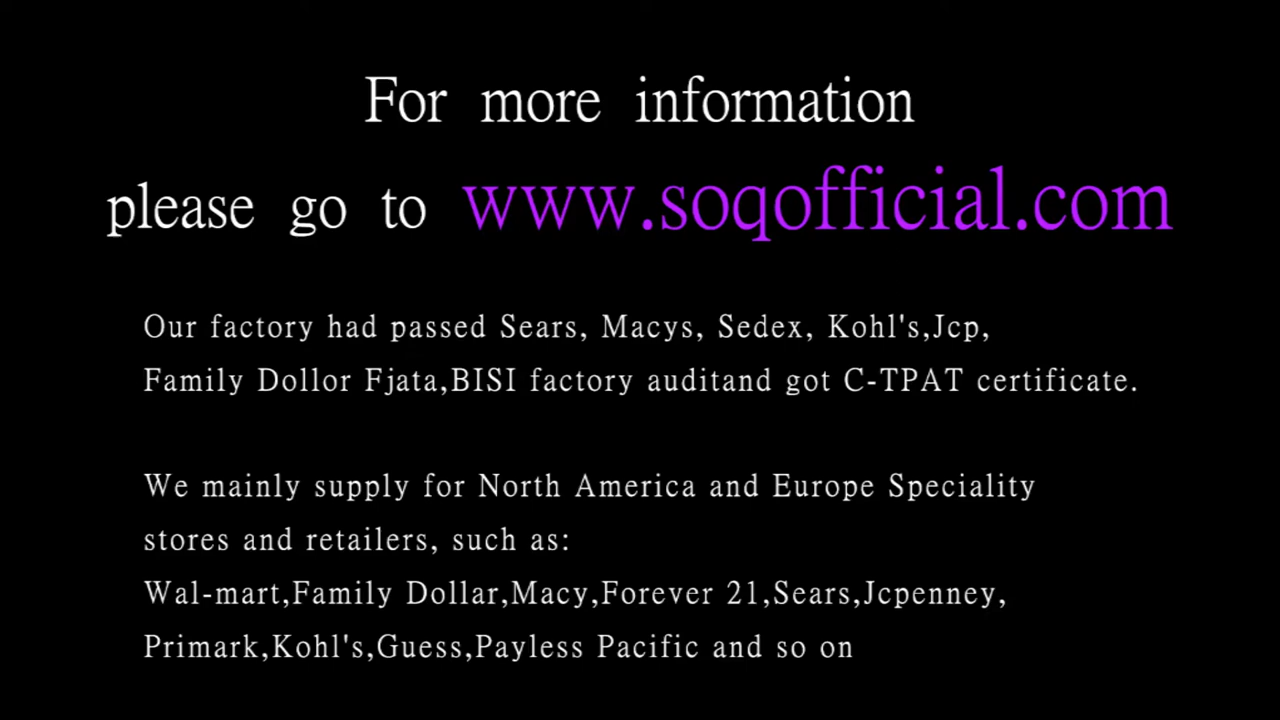 For more information
please go to www.soqofficial.com
Our factory had passed Sears, Macys, Sedex, Kohl's,Jcp,
Family Dollor Fjata,BISI factory auditand got C-TPAT certificate.
We mainly supply for North America and Europe Speciality
stores and retailers, such as:
Wal-mart,Family Dollar,Macy,Forever 21,Sears,Jcpenney,
Primark,Kohl's,Guess,Payless Pacific and so on